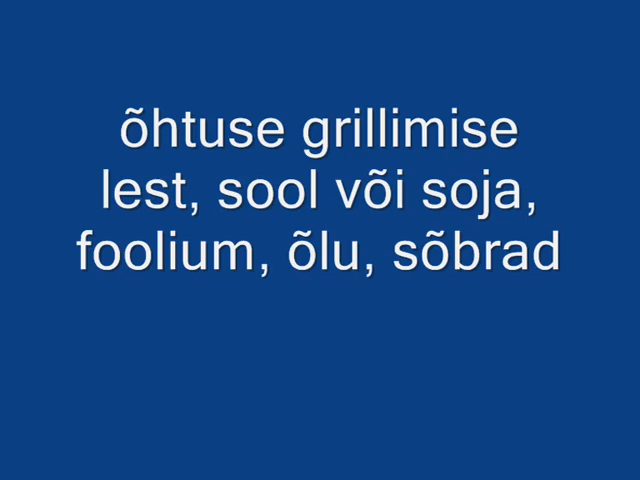 õhtuse grillimise
lest, sool või soja,
foolium, õlu, sõbrad